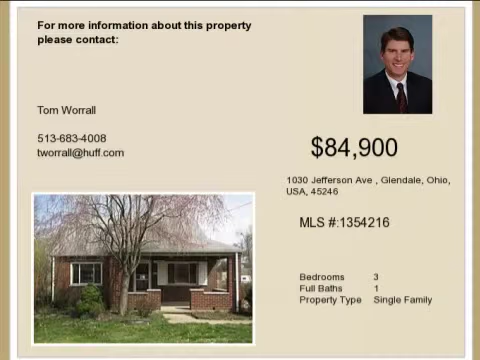 For more information about this property
please contact:
Tom Worrall
513-683-4008
tworrall@huff.com
$84,900
1030 Jefferson Ave , Glendale, Ohio,
USA, 45246
MLS #:1354216
Bedrooms 3
Full Baths 1
Property Type Single Family